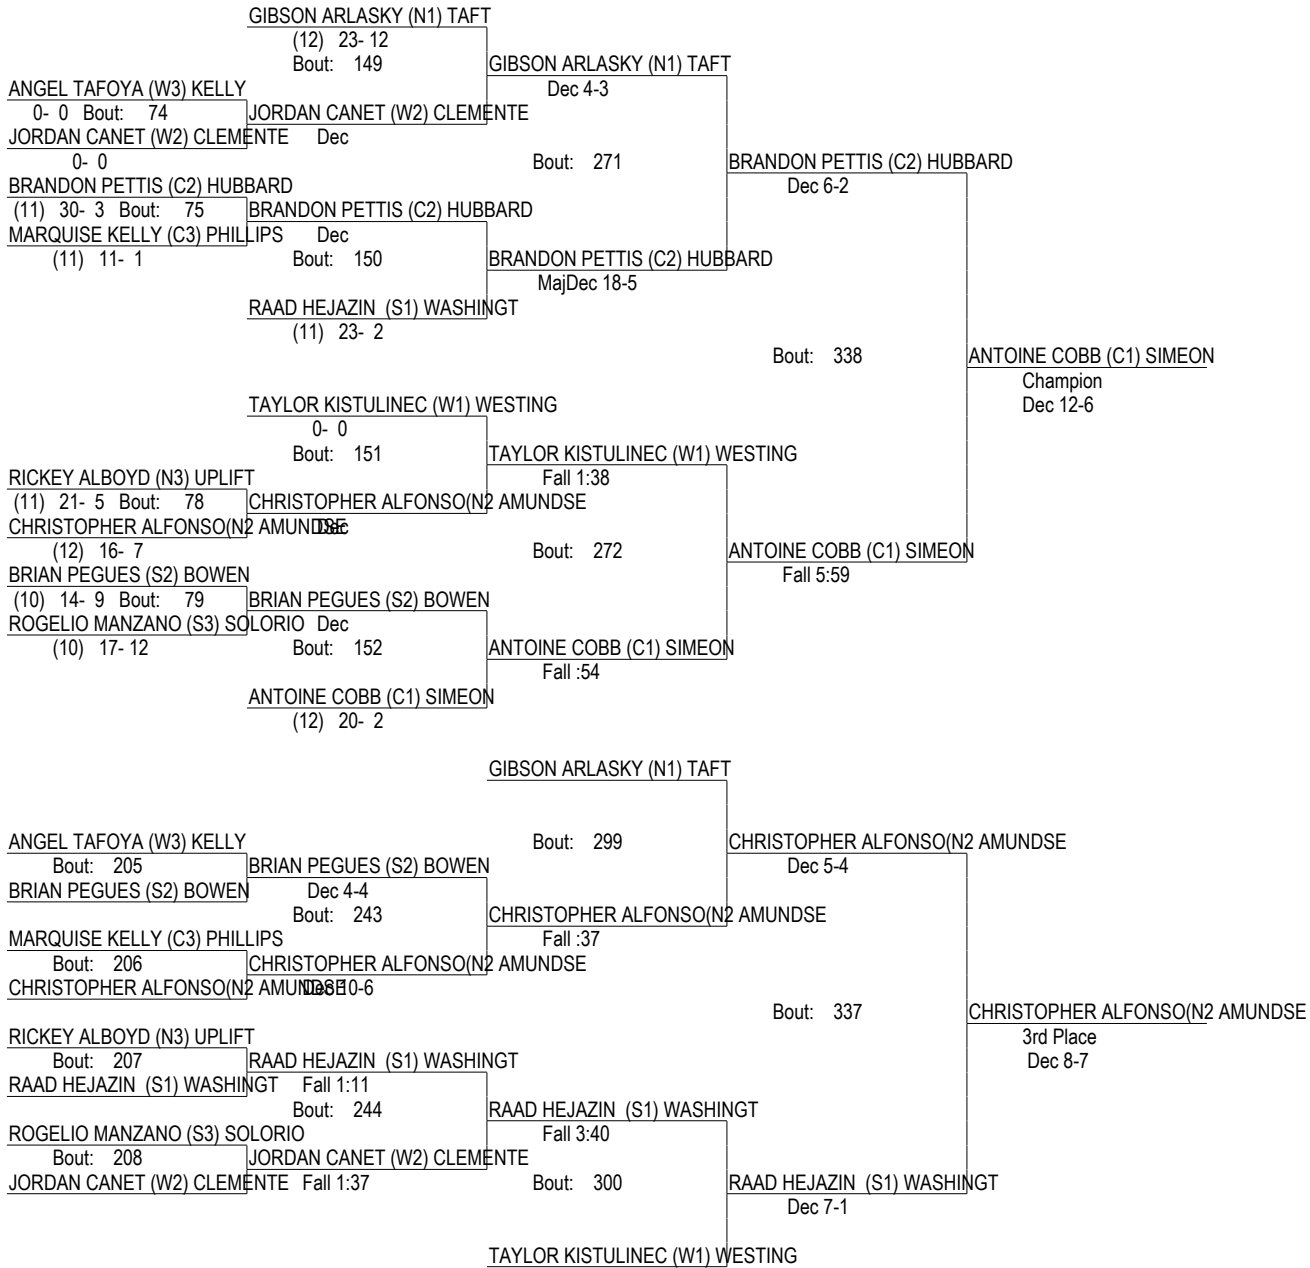 GIBSON ARLASKY (N1) TAFT
(12) 23- 12
Bout: 149
GIBSON ARLASKY (N1) TAFT
ANGEL TAFOYA (W3) KELLY
Dec 4-3
0- 0 Bout: 74
JORDAN CANET (W2) CLEMENTE
JORDAN CANET (W2) CLEMENTE Dec
0- 0
Bout: 271
BRANDON PETTIS (C2) HUBBARD
BRANDON PETTIS (C2) HUBBARD
Dec 6-2
(11) 30- 3 Bout: 75
BRANDON PETTIS (C2) HUBBARD
MARQUISE KELLY (C3) PHILLIPS Dec
(11) 11- 1
Bout: 150
BRANDON PETTIS (C2) HUBBARD
MajDec 18-5
RAAD HEJAZIN (S1) WASHINGT
(11) 23- 2
Bout: 338
ANTOINE COBB (C1) SIMEON
Champion
TAYLOR KISTULINEC (W1) WESTING
Dec 12-6
0- 0
Bout: 151
TAYLOR KISTULINEC (W1) WESTING
RICKEY ALBOYD (N3) UPLIFT
Fall 1:38
(11) 21- 5 Bout: 78
CHRISTOPHER ALFONSO(N2 AMUNDSE
CHRISTOPHER ALFONSO(N2 AMUNDSE Dec
(12) 16- 7
Bout: 272
ANTOINE COBB (C1) SIMEON
BRIAN PEGUES (S2) BOWEN
Fall 5:59
(10) 14- 9 Bout: 79
BRIAN PEGUES (S2) BOWEN
ROGELIO MANZANO (S3) SOLORIO Dec
(10) 17- 12
Bout: 152
ANTOINE COBB (C1) SIMEON
Fall :54
ANTOINE COBB (C1) SIMEON
(12) 20- 2
GIBSON ARLASKY (N1) TAFT
ANGEL TAFOYA (W3) KELLY
Bout: 299
CHRISTOPHER ALFONSO(N2 AMUNDSE
Bout: 205
BRIAN PEGUES (S2) BOWEN
Dec 5-4
BRIAN PEGUES (S2) BOWEN
Dec 4-4
Bout: 243
CHRISTOPHER ALFONSO(N2 AMUNDSE
MARQUISE KELLY (C3) PHILLIPS
Fall :37
Bout: 206
CHRISTOPHER ALFONSO(N2 AMUNDSE
CHRISTOPHER ALFONSO(N2 AMUNDSE Dec 10-6
Bout: 337
CHRISTOPHER ALFONSO(N2 AMUNDSE
RICKEY ALBOYD (N3) UPLIFT
3rd Place
Bout: 207
RAAD HEJAZIN (S1) WASHINGT
Dec 8-7
RAAD HEJAZIN (S1) WASHINGT Fall 1:11
Bout: 244
RAAD HEJAZIN (S1) WASHINGT
ROGELIO MANZANO (S3) SOLORIO
Fall 3:40
Bout: 208
JORDAN CANET (W2) CLEMENTE
JORDAN CANET (W2) CLEMENTE Fall 1:37
Bout: 300
RAAD HEJAZIN (S1) WASHINGT
Dec 7-1
TAYLOR KISTULINEC (W1) WESTING